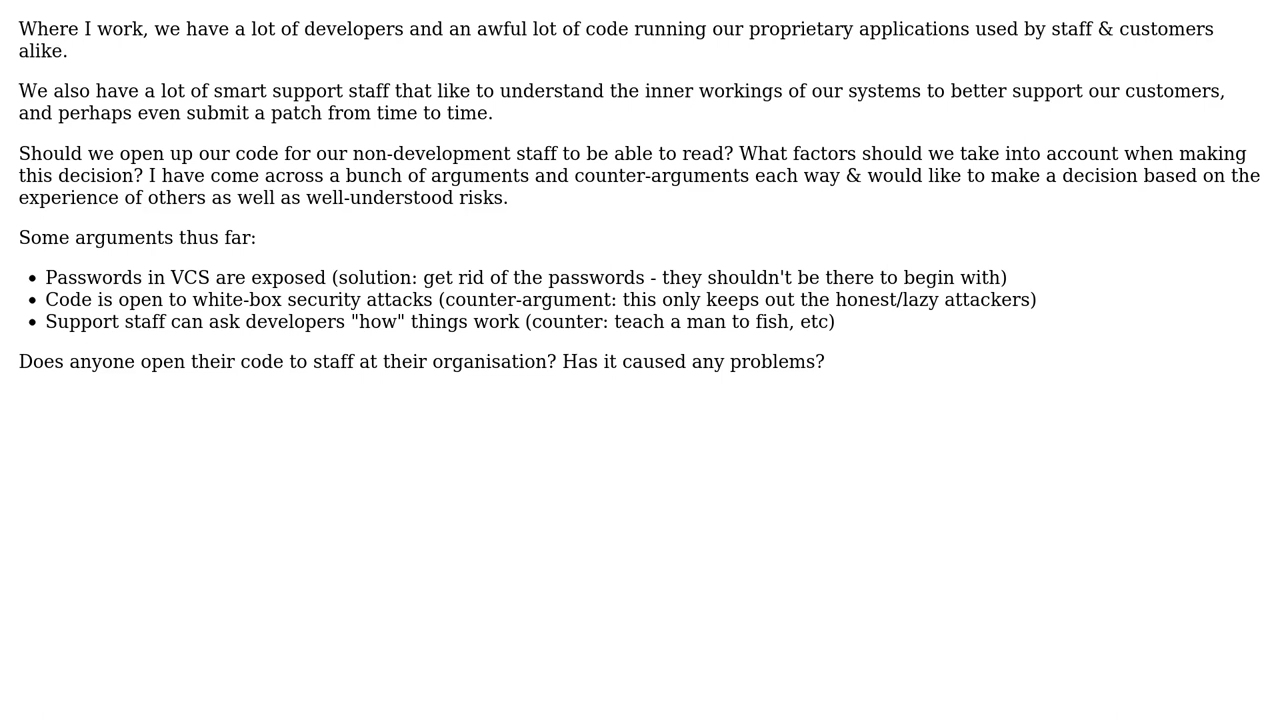 Where I work, we have a lot of developers and an awful lot of code running our proprietary applications used by staff & customers
alike.
We also have a lot of smart support staff that like to understand the inner workings of our systems to better support our customers,
and perhaps even submit a patch from time to time.
Should we open up our code for our non-development staff to be able to read? What factors should we take into account when making
this decision? I have come across a bunch of arguments and counter-arguments each way & would like to make a decision based on the
experience of others as well as well-understood risks.
Some arguments thus far:
• Passwords in VCS are exposed (solution: get rid of the passwords - they shouldn't be there to begin with)
• Code is open to white-box security attacks (counter-argument: this only keeps out the honest/lazy attackers)
• Support staff can ask developers "how" things work (counter: teach a man to fish, etc)
Does anyone open their code to staff at their organisation? Has it caused any problems?